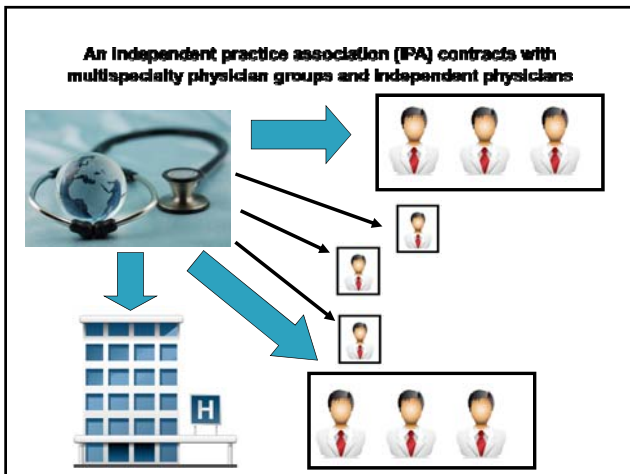 An independent practice association (IPA) contracts with
multispecialty physician groups and independent physicians
H